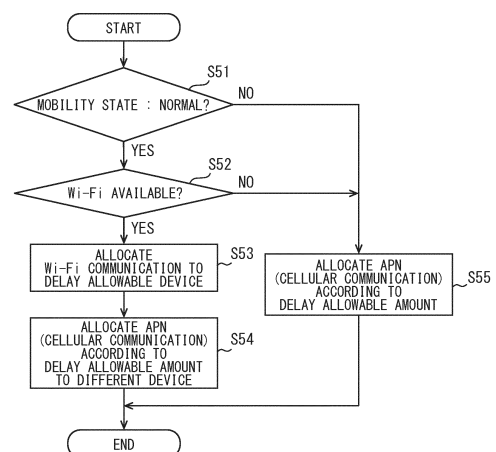 START
S51
MOBILITY STATE : NORMAL?
NO
YES
S52
Wi-Fi AVAILABLE?
NO
YES
ALLOCATE
Wi-Fi COMMUNICATION TO
DELAY ALLOWABLE DEVICE
S53
ALLOCATE APN
(CELLULAR COMMUNICATION)
ACCORDING TO
DELAY ALLOWABLE AMOUNT
S55
ALLOCATE APN
(CELLULAR COMMUNICATION)
ACCORDING TO
DELAY ALLOWABLE AMOUNT
TO DIFFERENT DEVICE
S54
END